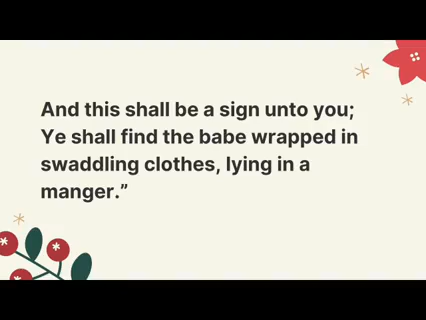 And this shall be a sign unto you;
Ye shall find the babe wrapped in
swaddling clothes, lying in a
manger.”